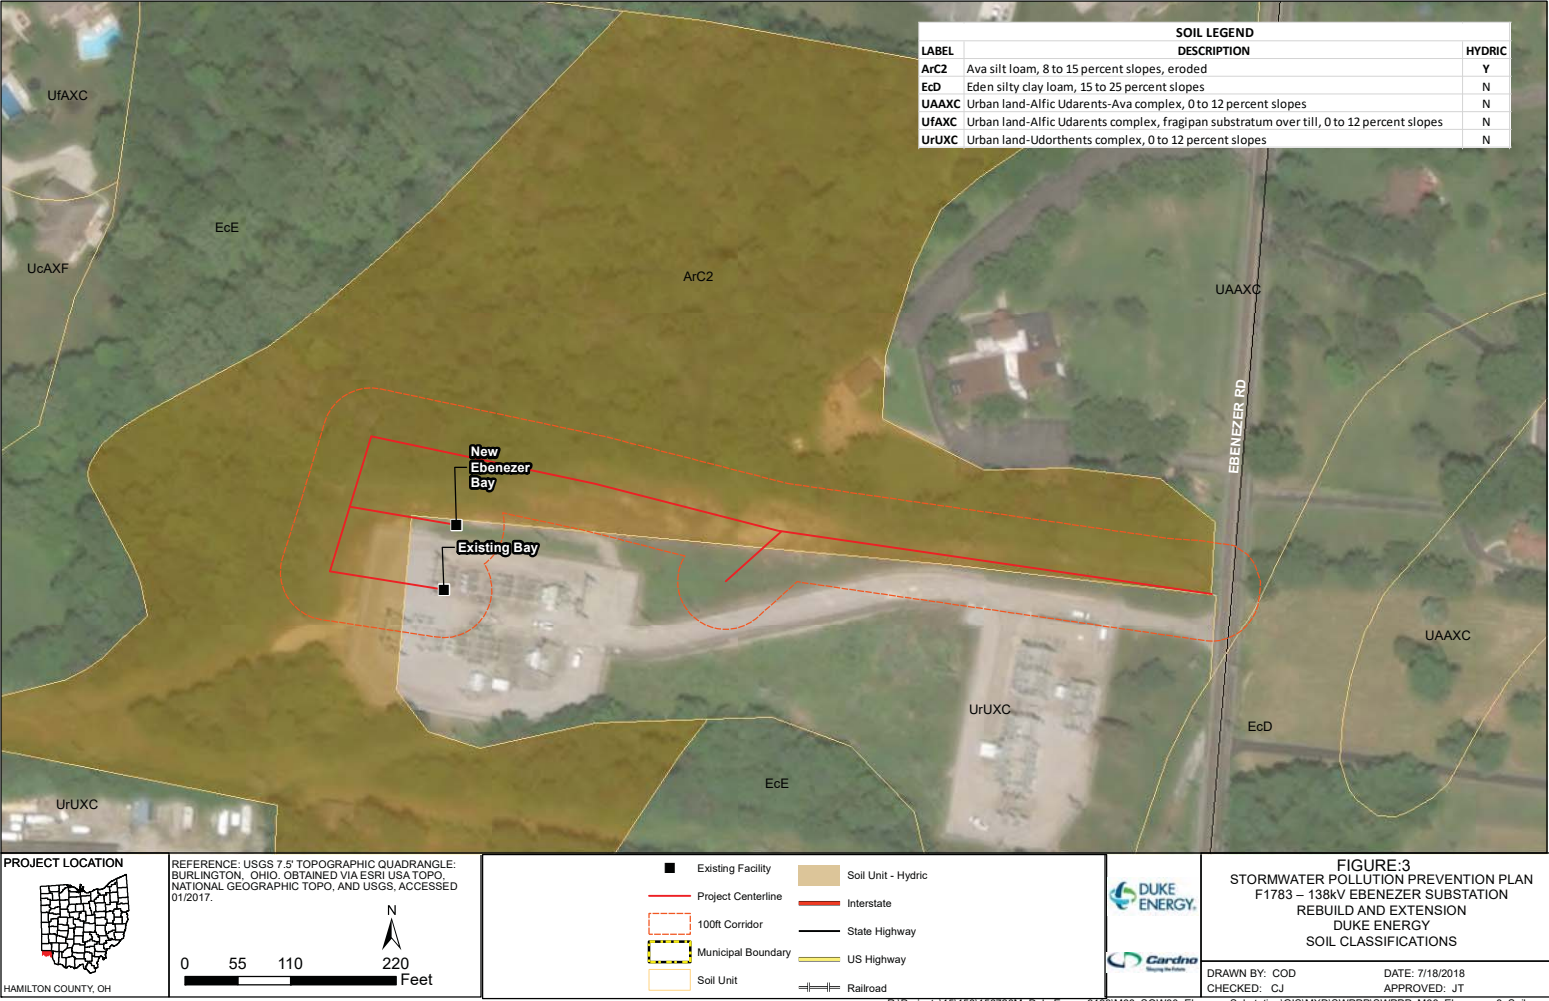 SOIL LEGEND
LABEL DESCRIPTION HYDRIC
ArC2 Ava silt loam, 8 to 15 percent slopes, eroded Y
EcD Eden silty clay loam, 15 to 25 percent slopes N
UAAXC Urban land-Alfic Udarents-Ava complex, 0 to 12 percent slopes N
UfAXC Urban land-Alfic Udarents complex, fragipan substratum over till, 0 to 12 percent slopes N
UrUXC Urban land-Udorthents complex, 0 to 12 percent slopes N
UfAXC
EcE
UcAXF
ArC2
UAAXC
EBENEZER RD
New
Ebenezer
Bay
Existing Bay
UAAXC
UrUXC
EcD
EcE
UrUXC
PROJECT LOCATION
HAMILTON COUNTY, OH
REFERENCE: USGS 7.5' TOPOGRAPHIC QUADRANGLE:
BURLINGTON, OHIO. OBTAINED VIA ESRI USA TOPO,
NATIONAL GEOGRAPHIC TOPO, AND USGS, ACCESSED
01/2017.
N
0 55 110 220
Feet
Existing Facility
Project Centerline
100ft Corridor
Municipal Boundary
Soil Unit
Soil Unit - Hydric
Interstate
State Highway
US Highway
Railroad
DUKE
ENERGY.
Cardno
Shaping the Future
FIGURE:3
STORMWATER POLLUTION PREVENTION PLAN
F1783 – 138kV EBENEZER SUBSTATION
REBUILD AND EXTENSION
DUKE ENERGY
SOIL CLASSIFICATIONS
DRAWN BY: COD DATE: 7/18/2018
CHECKED: CJ APPROVED: JT